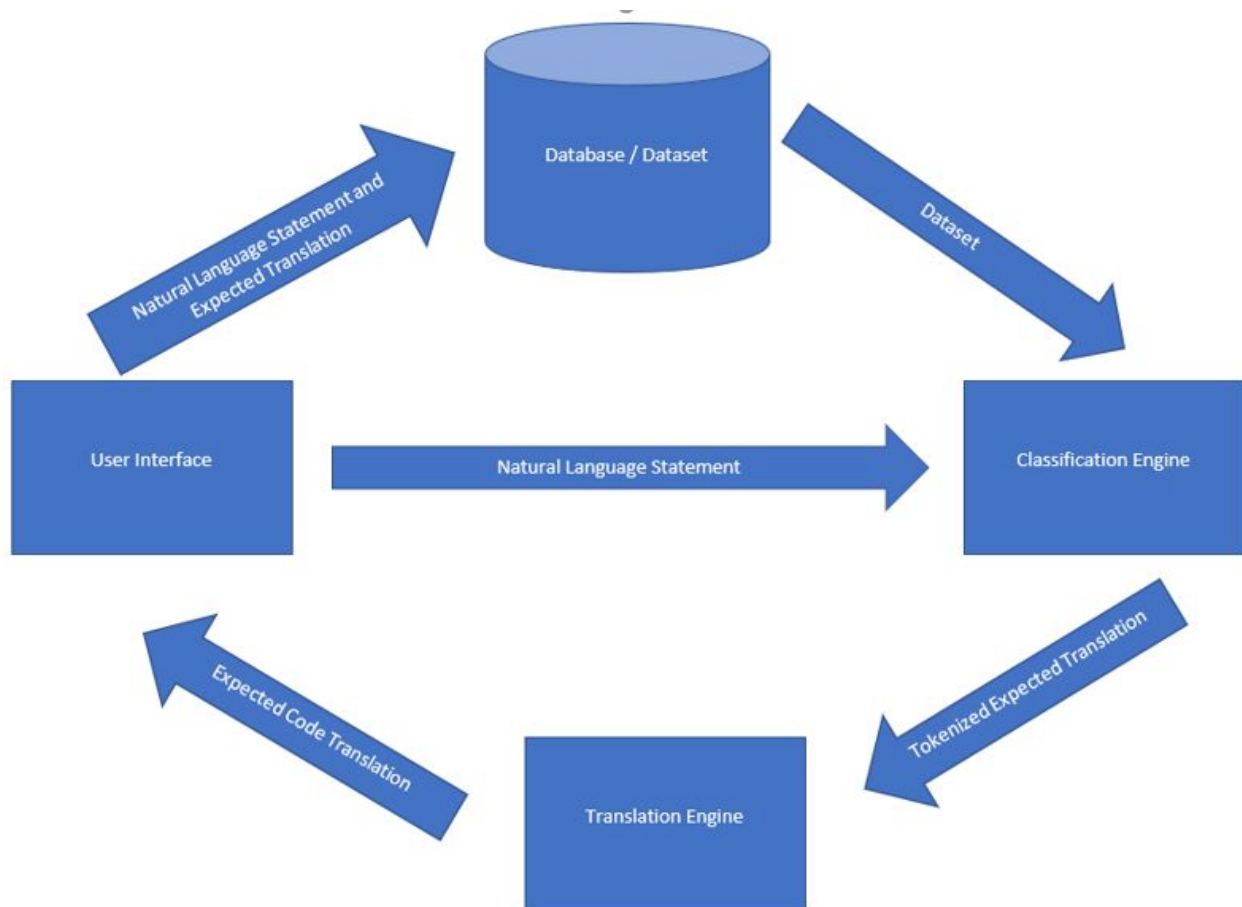 Database / Dataset
Natural Language Statement and
Expected Translation
Dataset
User Interface
Natural Language Statement
Classification Engine
Expected Code Translation
Tokenized Expected Translation
Translation Engine